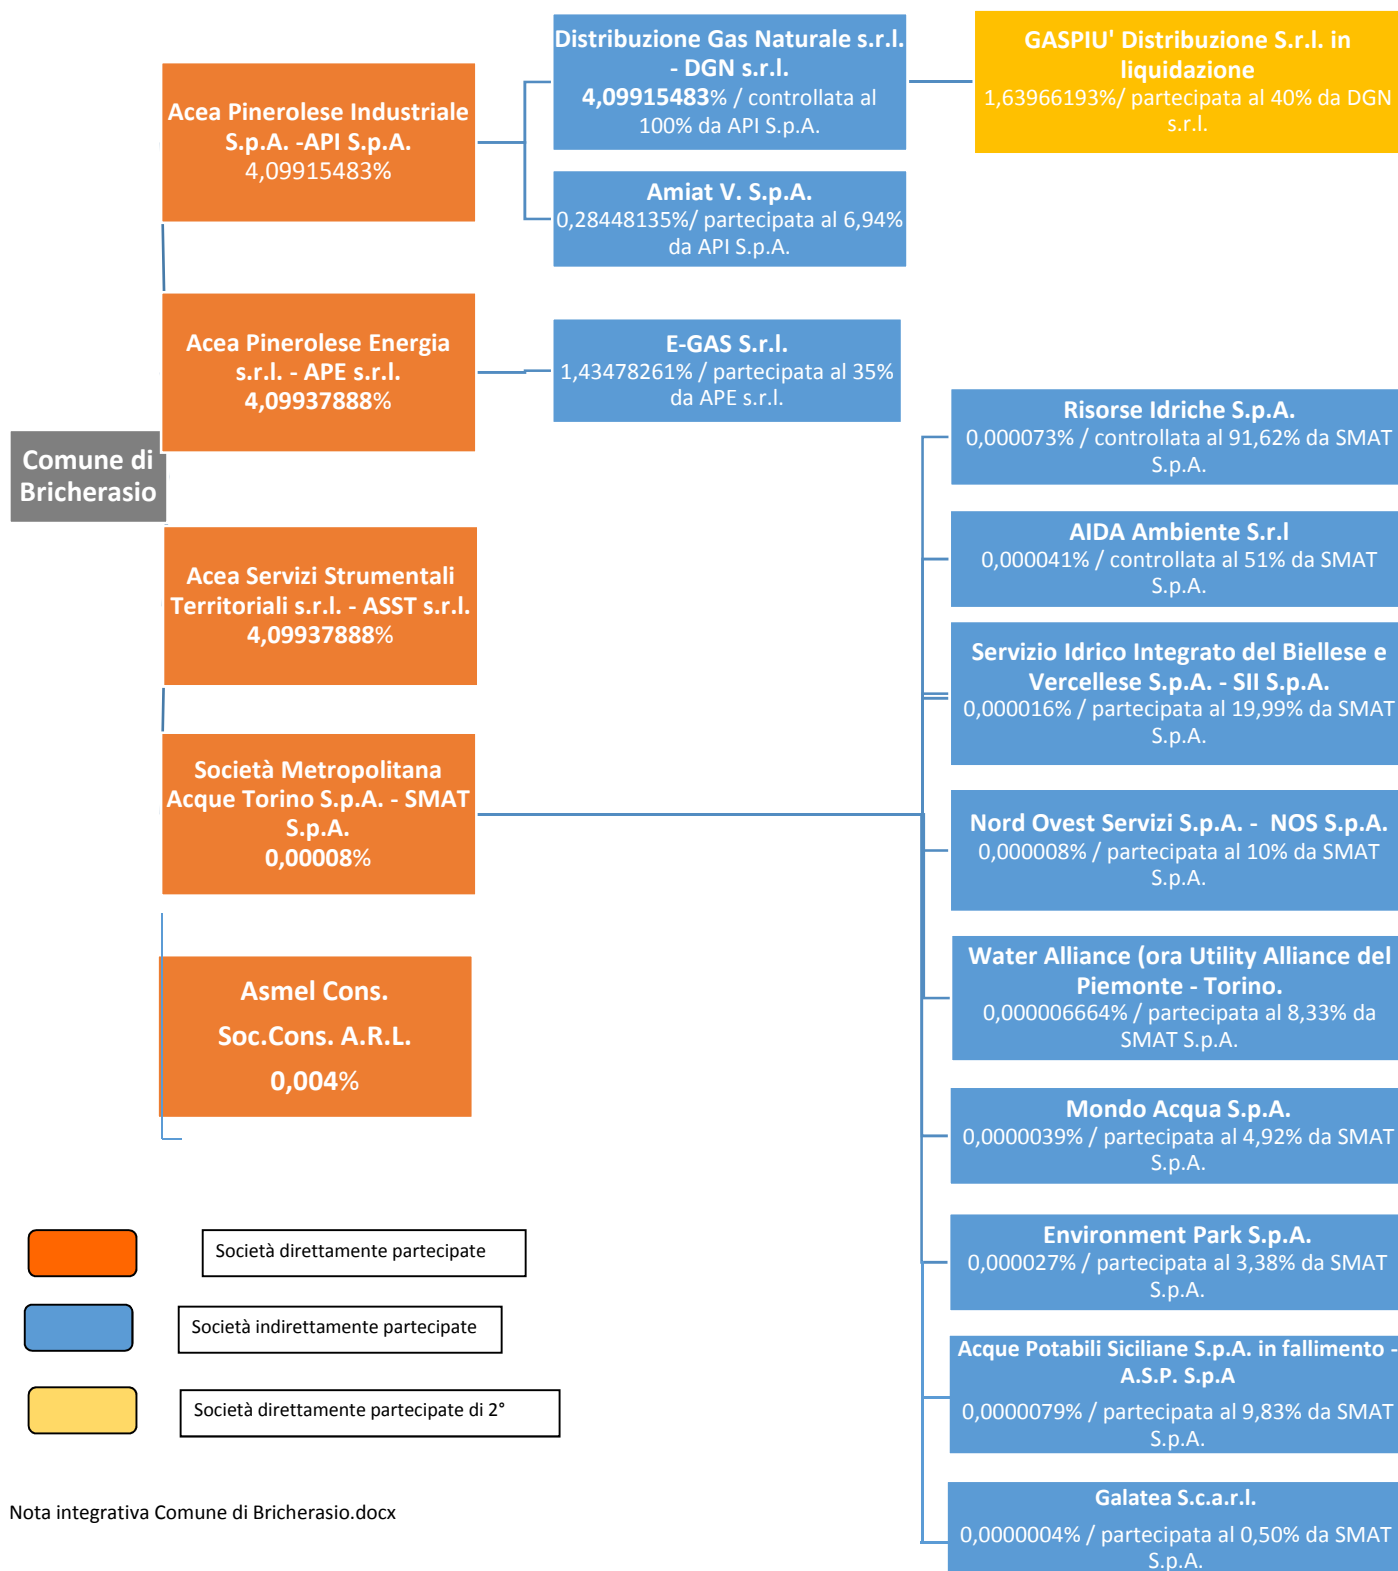 Comune di
Bricherasio
Acea Pinerolese Industriale
S.p.A. -API S.p.A.
4,09915483%
Distribuzione Gas Naturale s.r.l.
- DGN s.r.l.
4,09915483% / controllata al
100% da API S.p.A.
GASPIU' Distribuzione S.r.l. in
liquidazione
1,63966193%/ partecipata al 40% da DGN
s.r.l.
Amiat V. S.p.A.
0,28448135%/ partecipata al 6,94%
da API S.p.A.
Acea Pinerolese Energia
s.r.l. - APE s.r.l.
4,09937888%
E-GAS S.r.l.
1,43478261% / partecipata al 35%
da APE s.r.l.
Acea Servizi Strumentali
Territoriali s.r.l. - ASST s.r.l.
4,09937888%
Società Metropolitana
Acque Torino S.p.A. - SMAT
S.p.A.
0,00008%
Risorse Idriche S.p.A.
0,000073% / controllata al 91,62% da SMAT
S.p.A.
AIDA Ambiente S.r.l
0,000041% / controllata al 51% da SMAT
S.p.A.
Servizio Idrico Integrato del Biellese e
Vercellese S.p.A. - SII S.p.A.
0,000016% / partecipata al 19,99% da SMAT
S.p.A.
Nord Ovest Servizi S.p.A. - NOS S.p.A.
0,000008% / partecipata al 10% da SMAT
S.p.A.
Water Alliance (ora Utility Alliance del
Piemonte - Torino.
0,000006664% / partecipata al 8,33% da
SMAT S.p.A.
Mondo Acqua S.p.A.
0,0000039% / partecipata al 4,92% da SMAT
S.p.A.
Environment Park S.p.A.
0,000027% / partecipata al 3,38% da SMAT
S.p.A.
Acque Potabili Siciliane S.p.A. in fallimento -
A.S.P. S.p.A
0,0000079% / partecipata al 9,83% da SMAT
S.p.A.
Galatea S.c.a.r.l.
0,0000004% / partecipata al 0,50% da SMAT
S.p.A.
Asmel Cons.
Soc.Cons. A.R.L.
0,004%
Società direttamente partecipate
Società indirettamente partecipate
Società direttamente partecipate di 2°
Nota integrativa Comune di Bricherasio.docx